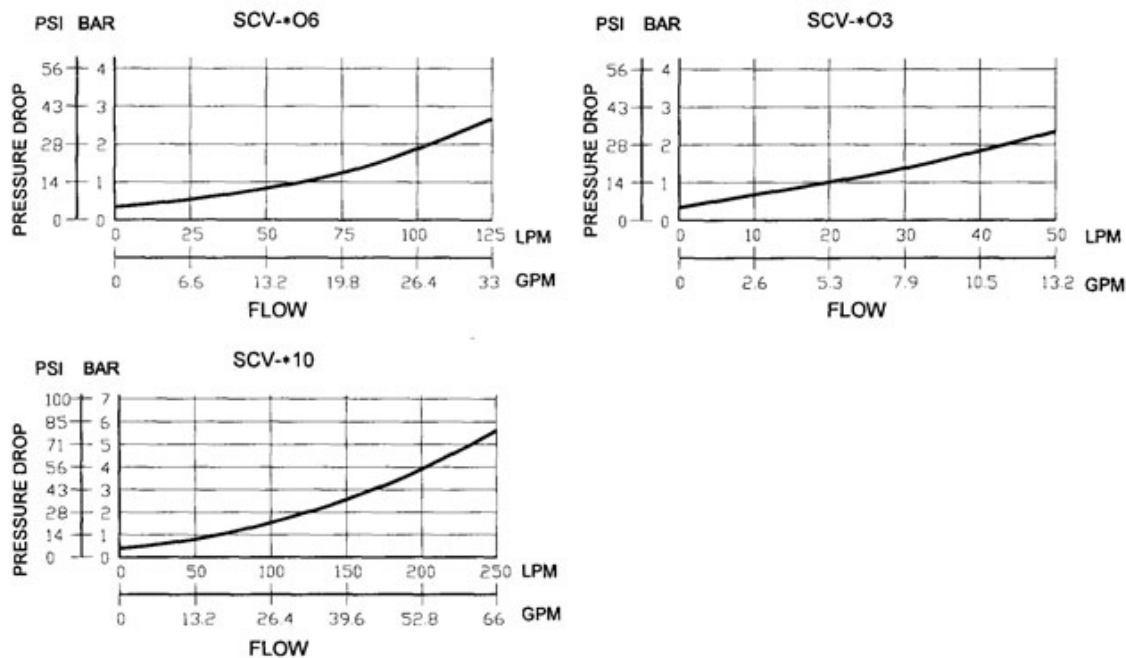 PSI BAR SCV-*O6
PRESSURE DROP
56 4
43 3
28 2
14 1
0 0
0 25 50 75 100 125 LPM
0 6.6 13.2 19.8 26.4 33 GPM
FLOW
PSI BAR SCV-*O3
PRESSURE DROP
56 4
43 3
28 2
14 1
0 0
0 10 20 30 40 50 LPM
0 2.6 5.3 7.9 10.5 13.2 GPM
FLOW
PSI BAR SCV-*10
PRESSURE DROP
100 7
85 6
71 5
56 4
43 3
28 2
14 1
0 0
0 50 100 150 200 250 LPM
0 13.2 26.4 39.6 52.8 66 GPM
FLOW